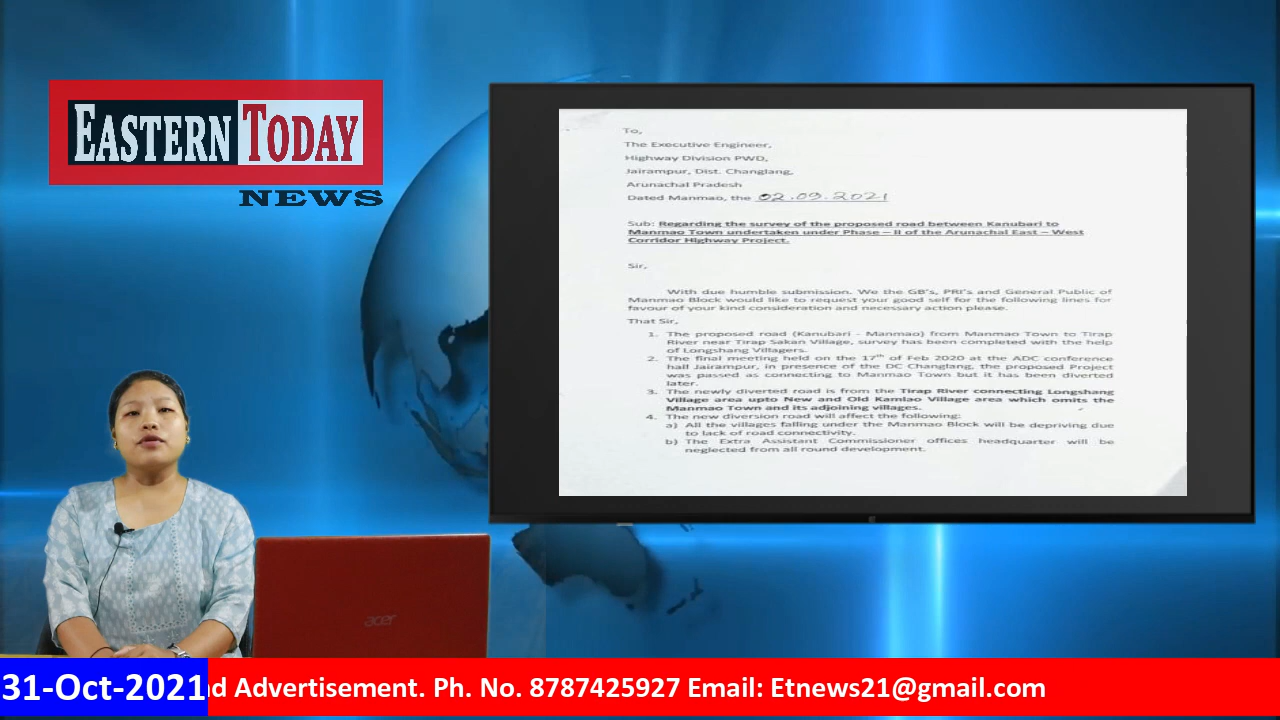 EASTERN TODAY
NEWS
To,
The Executive Engineer,
Highway Division PWD,
Jairampur, Dist. Changlang,
Arunachal Pradesh
Dated Manmao, the 02.09.2021
Sub: Regarding the survey of the proposed road between Kanubari to
Manmao Town undertaken under Phase – II of the Arunachal East – West
Corridor Highway Project.
Sir,
With due humble submission. We the GB's, PRI's and General Public of
Manmao Block would like to request your good self for the following lines for
favour of your kind consideration and necessary action please.
That Sir,
1. The proposed road (Kanubari - Manmao) from Manmao Town to Tirap
River near Tirap Sakan Village, survey has been completed with the help
of Longshang Villagers.
2. The final meeting held on the 17th of Feb 2020 at the ADC conference
hall Jairampur, in presence of the DC Changlang, the proposed Project
was passed as connecting to Manmao Town but it has been diverted
later.
3. The newly diverted road is from the Tirap River connecting Longshang
Village area upto New and Old Kamlao Village area which omits the
Manmao Town and its adjoining villages.
4. The new diversion road will affect the following:
a) All the villages falling under the Manmao Block will be depriving due
to lack of road connectivity.
b) The Extra Assistant Commissioner offices headquarter will be
neglected from all round development.
acer
31-Oct-2021
d Advertisement. Ph. No. 8787425927 Email: Etnews21@gmail.com